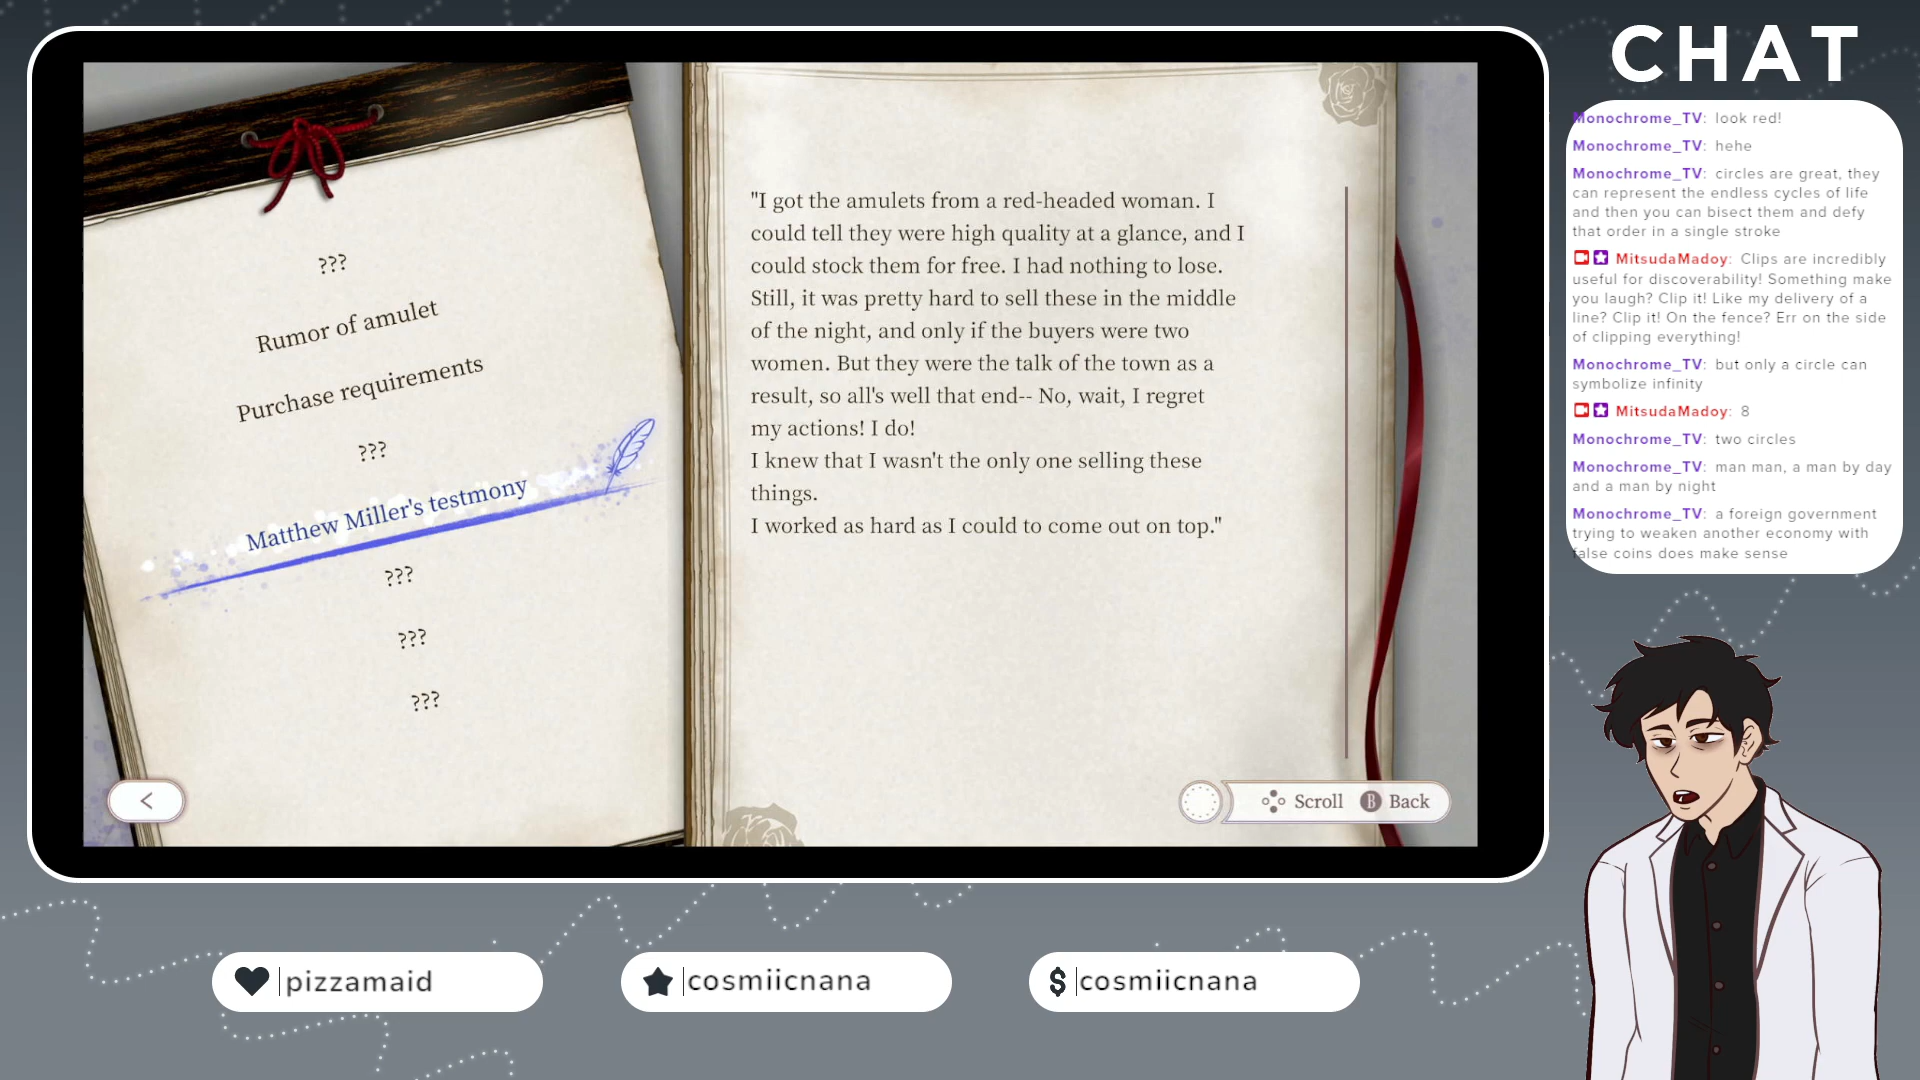 ???
Rumor of amulet
Purchase requirements
???
Matthew Miller's testmony
???
???
???
"I got the amulets from a red-headed woman. I
could tell they were high quality at a glance, and I
could stock them for free. I had nothing to lose.
Still, it was pretty hard to sell these in the middle
of the night, and only if the buyers were two
women. But they were the talk of the town as a
result, so all's well that end-- No, wait, I regret
my actions! I do!
I knew that I wasn't the only one selling these
things.
I worked as hard as I could to come out on top."
Scroll B Back
CHAT
Monochrome_TV: look red!
Monochrome_TV: hehe
Monochrome_TV: circles are great, they
can represent the endless cycles of life
and then you can bisect them and defy
that order in a single stroke
MitsudaMadoy: Clips are incredibly
useful for discoverability! Something make
you laugh? Clip it! Like my delivery of a
line? Clip it! On the fence? Err on the side
of clipping everything!
Monochrome_TV: but only a circle can
symbolize infinity
MitsudaMadoy: 8
Monochrome_TV: two circles
Monochrome_TV: man man, a man by day
and a man by night
Monochrome_TV: a foreign government
trying to weaken another economy with
false coins does make sense
pizzamaid
cosmiicnana
$ cosmiicnana